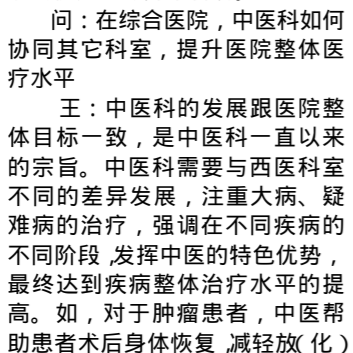 问：在综合医院，中医科如何
协同其它科室，提升医院整体医
疗水平
王：中医科的发展跟医院整
体目标一致，是中医科一直以来
的宗旨。中医科需要与西医科室
不同的差异发展，注重大病、疑
难病的治疗，强调在不同疾病的
不同阶段,发挥中医的特色优势，
最终达到疾病整体治疗水平的提
高。如，对于肿瘤患者，中医帮
助患者术后身体恢复,减轻放(化)